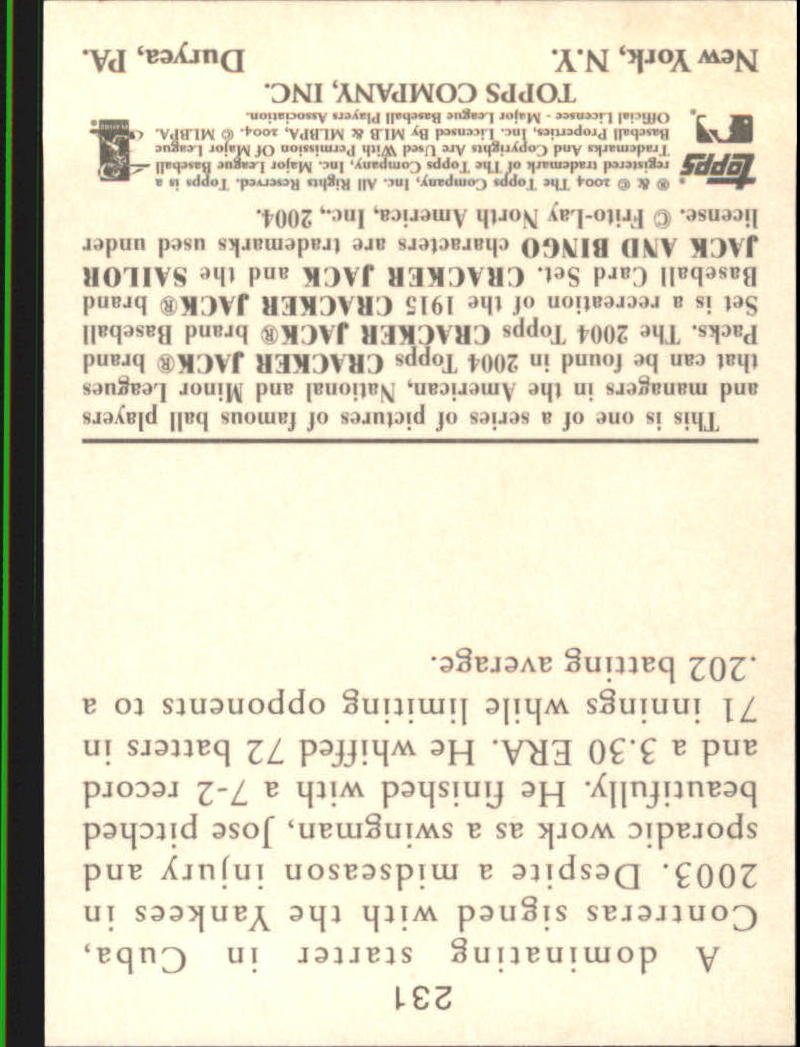 231
A dominating starter in Cuba,
Contreras signed with the Yankees in
2003. Despite a midseason injury and
sporadic work as a swingman, Jose pitched
beautifully. He finished with a 7-2 record
and a 3.30 ERA. He whiffed 72 batters in
71 innings while limiting opponents to a
.202 batting average.
This is one of a series of pictures of famous ball players
and managers in the American, National and Minor Leagues
that can be found in 2004 Topps CRACKER JACK® brand
Packs. The 2004 Topps CRACKER JACK® brand Baseball
Set is a recreation of the 1915 CRACKER JACK® brand
Baseball Card Set. CRACKER JACK and the SAILOR
JACK AND BINGO characters are trademarks used under
license. © Frito-Lay North America, Inc., 2004.
Topps
® & © 2004 The Topps Company, Inc. All Rights Reserved. Topps is a
registered trademark of The Topps Company, Inc. Major League Baseball
Trademarks And Copyrights Are Used With Permission Of Major League
Baseball Properties, Inc. Licensed By MLB & MLBPA, 2004. © MLBPA.
Official Licensee - Major League Baseball Players Association.
TOPPS COMPANY, INC.
New York, N.Y. Duryea, PA.